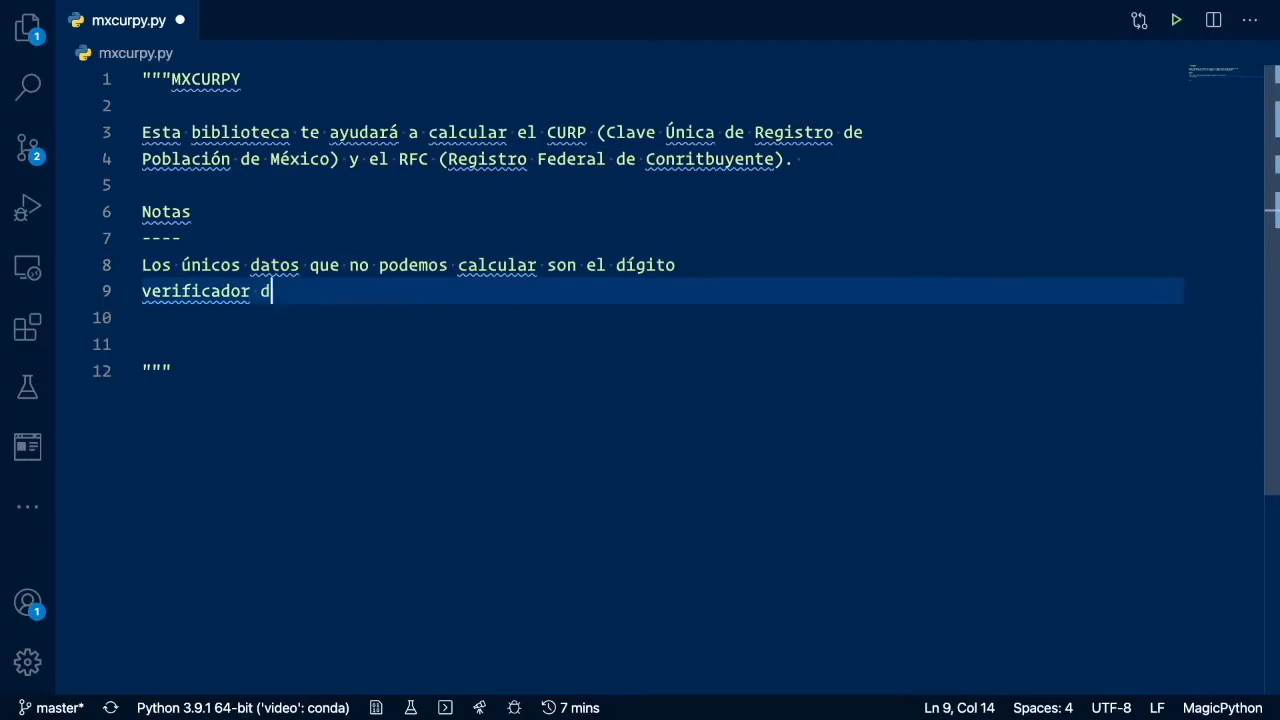 mxcurpy.py
mxcurpy.py
1 """MXCURPY
2
3 Esta biblioteca te ayudará a calcular el CURP (Clave Única de Registro de
4 Población de México) y el RFC (Registro Federal de Conritbuyente).
5
6 Notas
7 ----
8 Los únicos datos que no podemos calcular son el dígito
9 verificador d
10
11
12 """
1
2
1
master* Python 3.9.1 64-bit ('video': conda) 7 mins Ln 9, Col 14 Spaces: 4 UTF-8 LF MagicPython